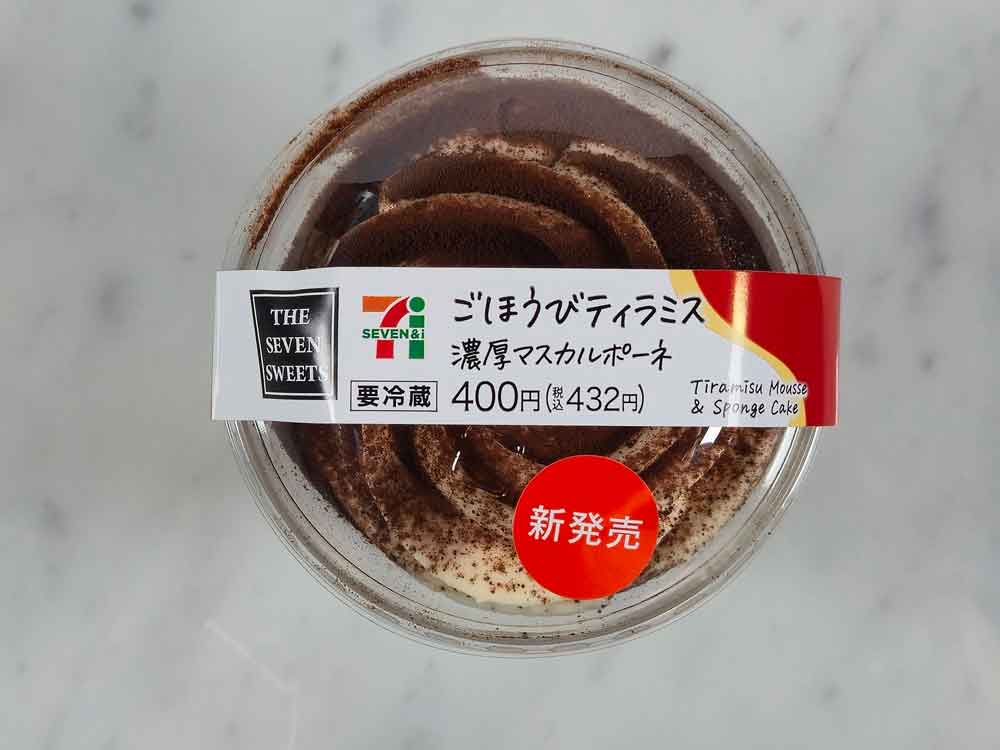 THE
SEVEN
SWEETS
SEVEN&i
ごほうびティラミス
濃厚マスカルポーネ
要冷蔵 400円(税込432円)
Tiramisu Mousse
& Sponge Cake
新発売